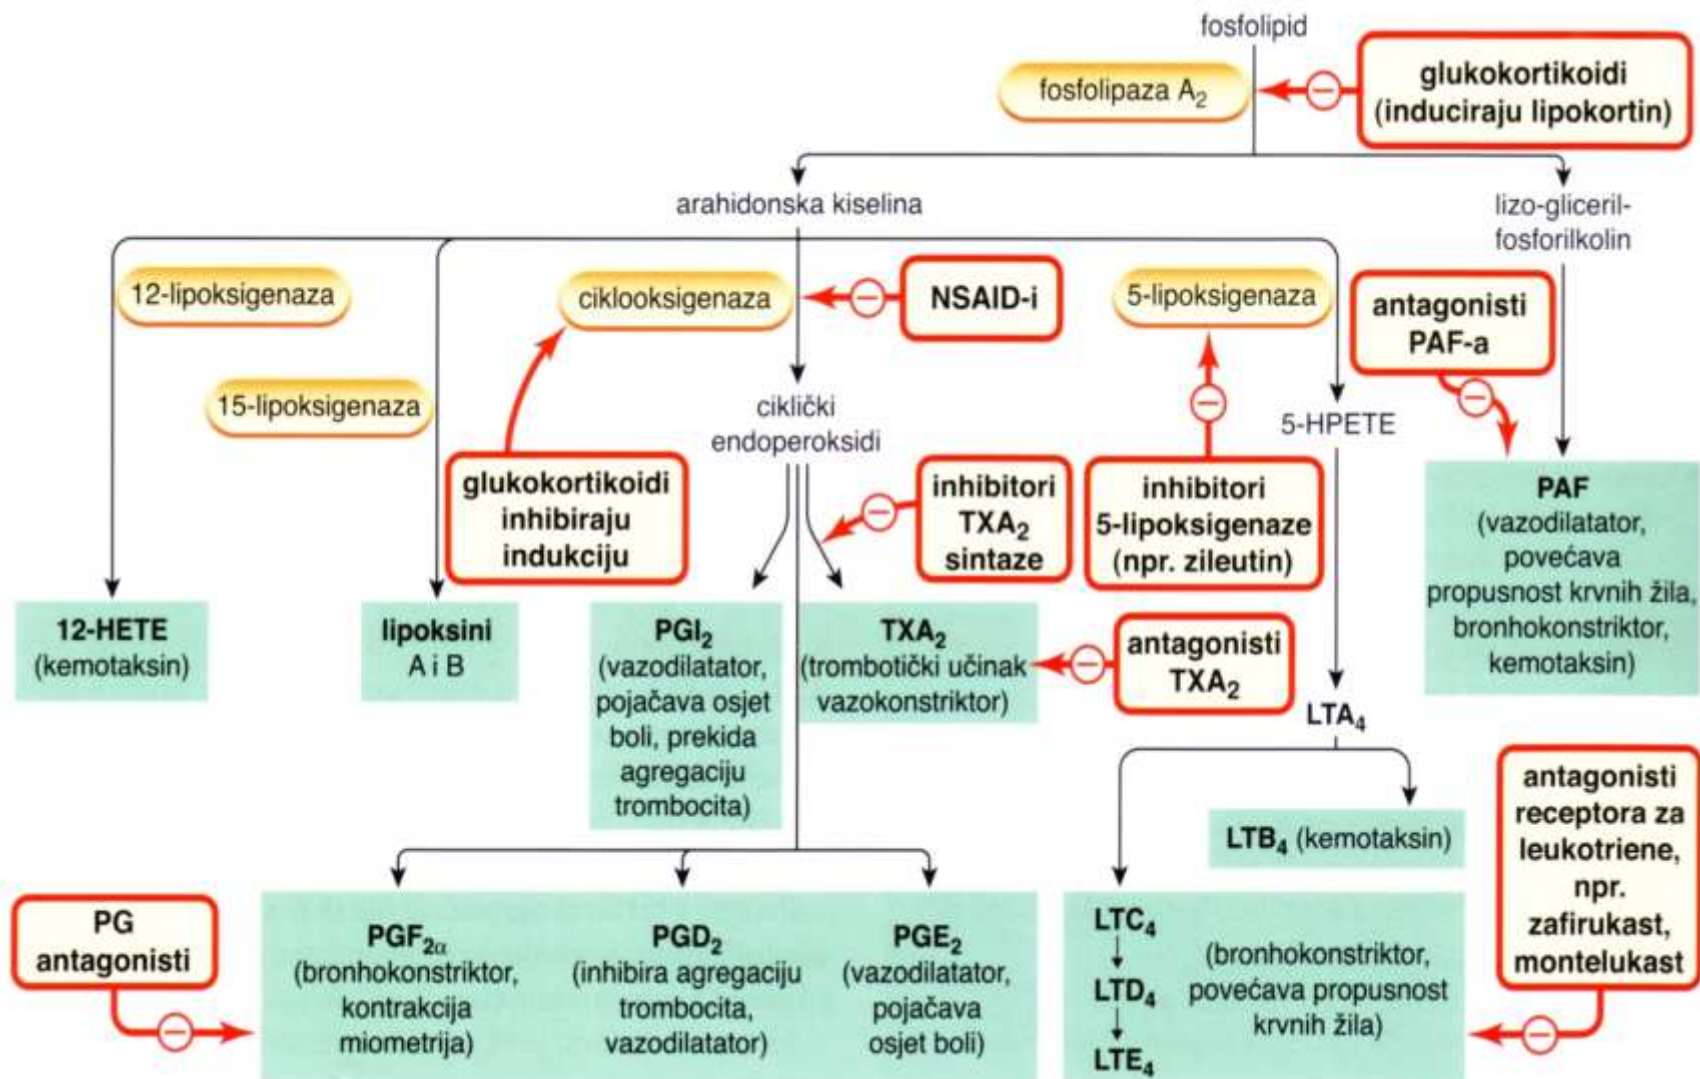 fosfolipid
fosfolipaza A₂
glukokortikoidi
(induciraju lipokortin)
arahidonska kiselina
lizo-gliceril-
fosforilkolin
12-lipoksigenaza
ciklooksigenaza
NSAID-i
5-lipoksigenaza
antagonisti
PAF-a
15-lipoksigenaza
ciklički
endoperoksidi
5-HPETE
glukokortikoidi
inhibiraju
indukciju
inhibitori
TXA₂
sintaze
inhibitori
5-lipoksigenaze
(npr. zileutin)
PAF
(vazodilatator,
povećava
propusnost krvnih žila,
bronhokonstriktor,
kemotaksin)
12-HETE
(kemotaksin)
lipoksini
A i B
PGI₂
(vazodilatator,
pojačava osjet
boli, prekida
agregaciju
trombocita)
TXA₂
(trombotički učinak
vazokonstriktor)
antagonisti
TXA₂
LTA₄
LTB₄ (kemotaksin)
antagonisti
receptora za
leukotriene,
npr.
zafirukast,
montelukast
PG
antagonisti
PGF₂α
(bronhokonstriktor,
kontrakcija
miometrija)
PGD₂
(inhibira agregaciju
trombocita,
vazodilatator)
PGE₂
(vazodilatator,
pojačava
osjet boli)
LTC₄
LTD₄
LTE₄
(bronhokonstriktor,
povećava propusnost
krvnih žila)